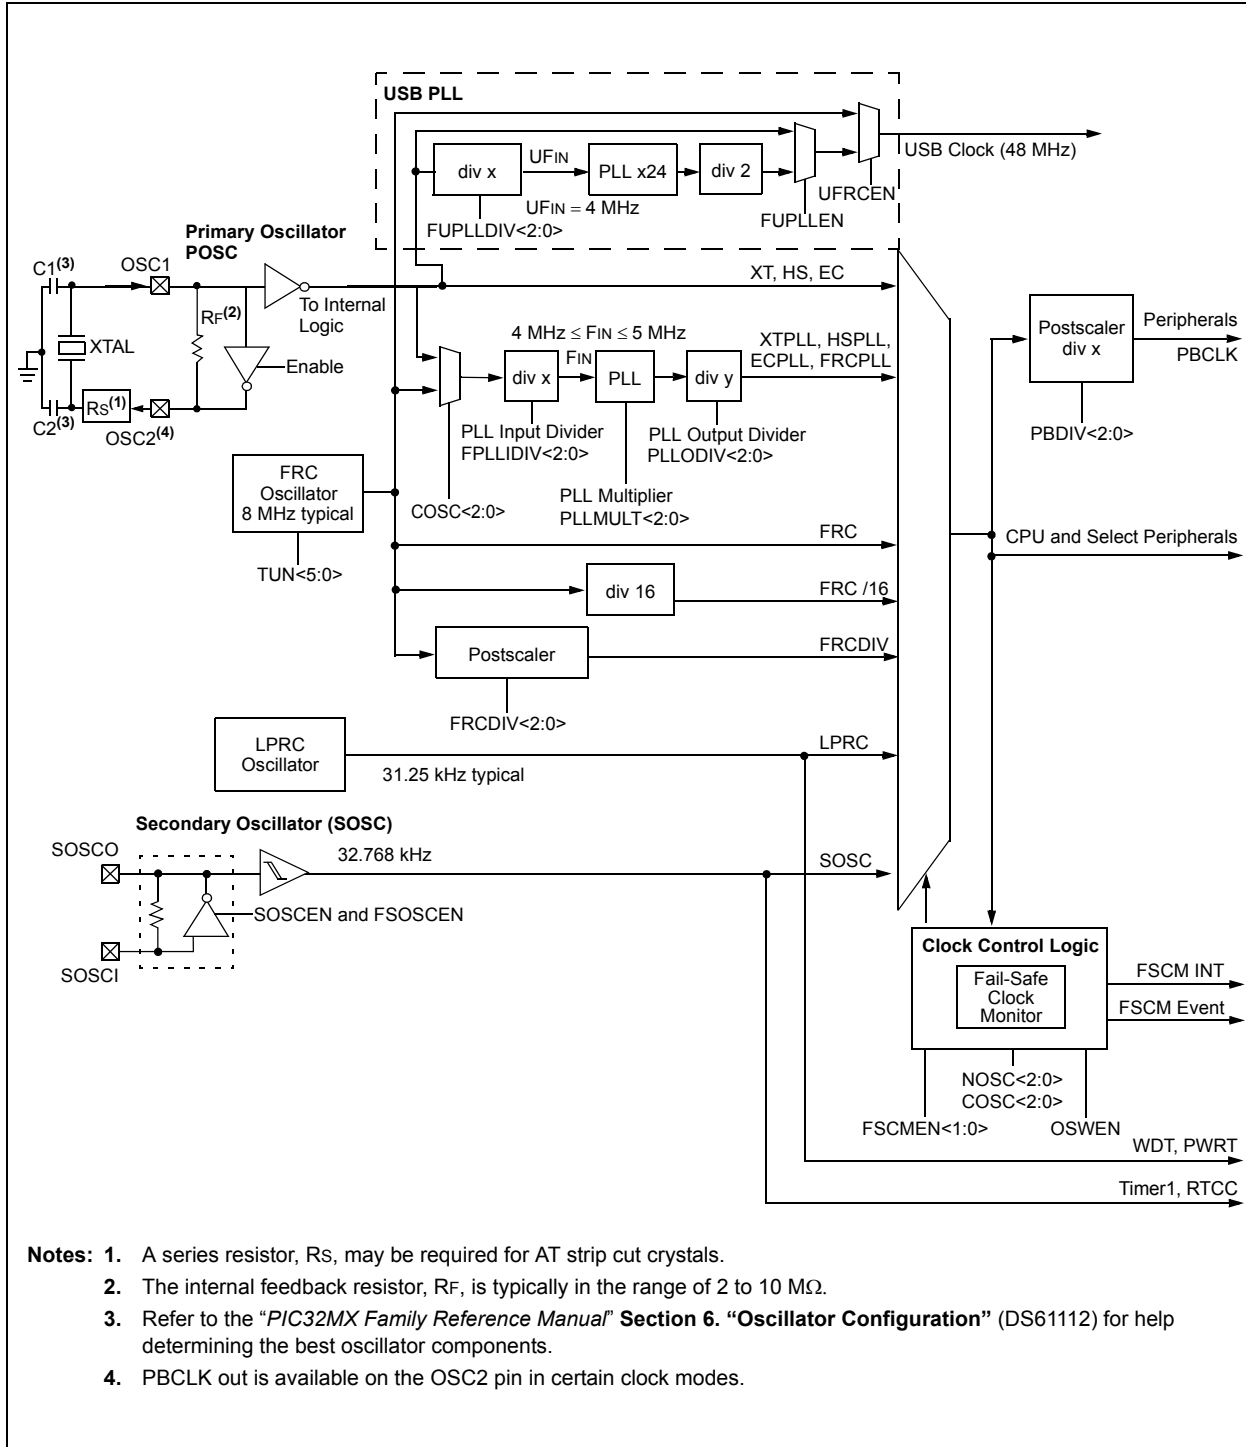 USB PLL
USB Clock (48 MHz)
div x
UFIN
PLL x24
div 2
UFIN = 4 MHz
UFRCEN
FUPLLEN
FUPLLDIV<2:0>
Primary Oscillator
POSC
C1(3)
OSC1
XT, HS, EC
To Internal
Logic
RF(2)
XTAL
Enable
RS(1)
C2(3)
OSC2(4)
4 MHz ≤ FIN ≤ 5 MHz
FIN
div x
PLL
div y
XTPLL, HSPLL,
ECPLL, FRCPLL
Postscaler
div x
Peripherals
PBCLK
PBDIV<2:0>
PLL Input Divider
FPLLIDIV<2:0>
PLL Output Divider
PLLODIV<2:0>
PLL Multiplier
PLLMULT<2:0>
COSC<2:0>
FRC
Oscillator
8 MHz typical
TUN<5:0>
FRC
CPU and Select Peripherals
div 16
FRC /16
Postscaler
FRCDIV
FRCDIV<2:0>
LPRC
Oscillator
31.25 kHz typical
LPRC
Secondary Oscillator (SOSC)
SOSCO
32.768 kHz
SOSC
SOSCEN and FSOSCEN
SOSCI
Clock Control Logic
Fail-Safe
Clock
Monitor
FSCM INT
FSCM Event
NOSC<2:0>
COSC<2:0>
FSCMEN<1:0>
OSWEN
WDT, PWRT
Timer1, RTCC
Notes: 1. A series resistor, RS, may be required for AT strip cut crystals.
2. The internal feedback resistor, RF, is typically in the range of 2 to 10 MΩ.
3. Refer to the “PIC32MX Family Reference Manual” Section 6. “Oscillator Configuration” (DS61112) for help
determining the best oscillator components.
4. PBCLK out is available on the OSC2 pin in certain clock modes.